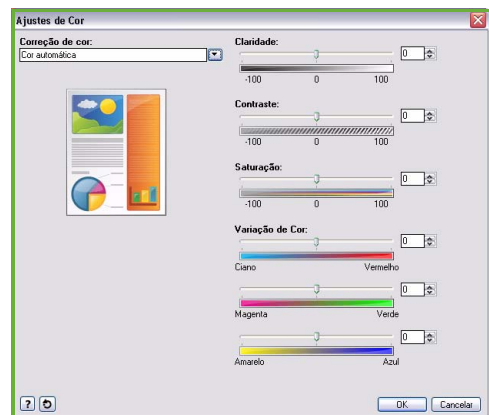 Ajustes de Cor
Correção de cor:
Cor automática
Claridade:
0
-100 0 100
Contraste:
0
-100 0 100
Saturação:
0
-100 0 100
Variação de Cor:
0
Ciano Vermelho
0
Magenta Verde
0
Amarelo Azul
? OK Cancelar